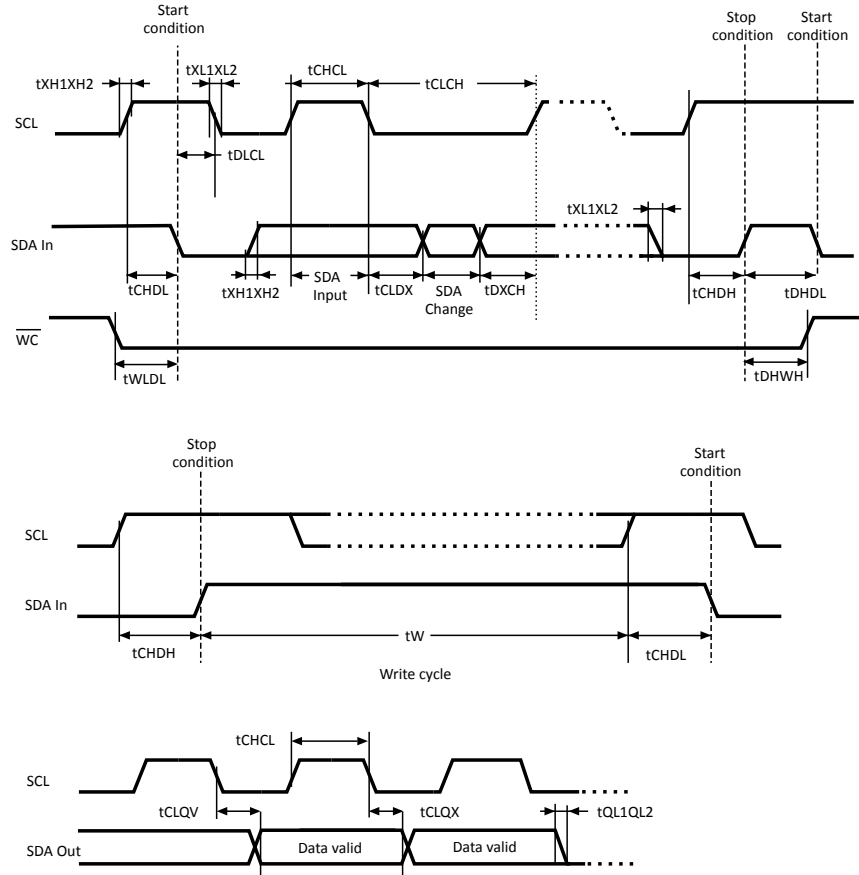 Start
condition
Stop
condition
Start
condition
tXH1XH2
tXL1XL2
tCHCL
tCLCH
SCL
tDLCL
tXL1XL2
SDA In
tCHDL
tXH1XH2
SDA
Input
tCLDX
SDA
Change
tDXCH
tCHDH
tDHDL
WC
tWLDL
tDHWH
Stop
condition
Start
condition
SCL
SDA In
tCHDH
tW
tCHDL
Write cycle
tCHCL
SCL
tCLQV
tCLQX
tQL1QL2
SDA Out
Data valid
Data valid